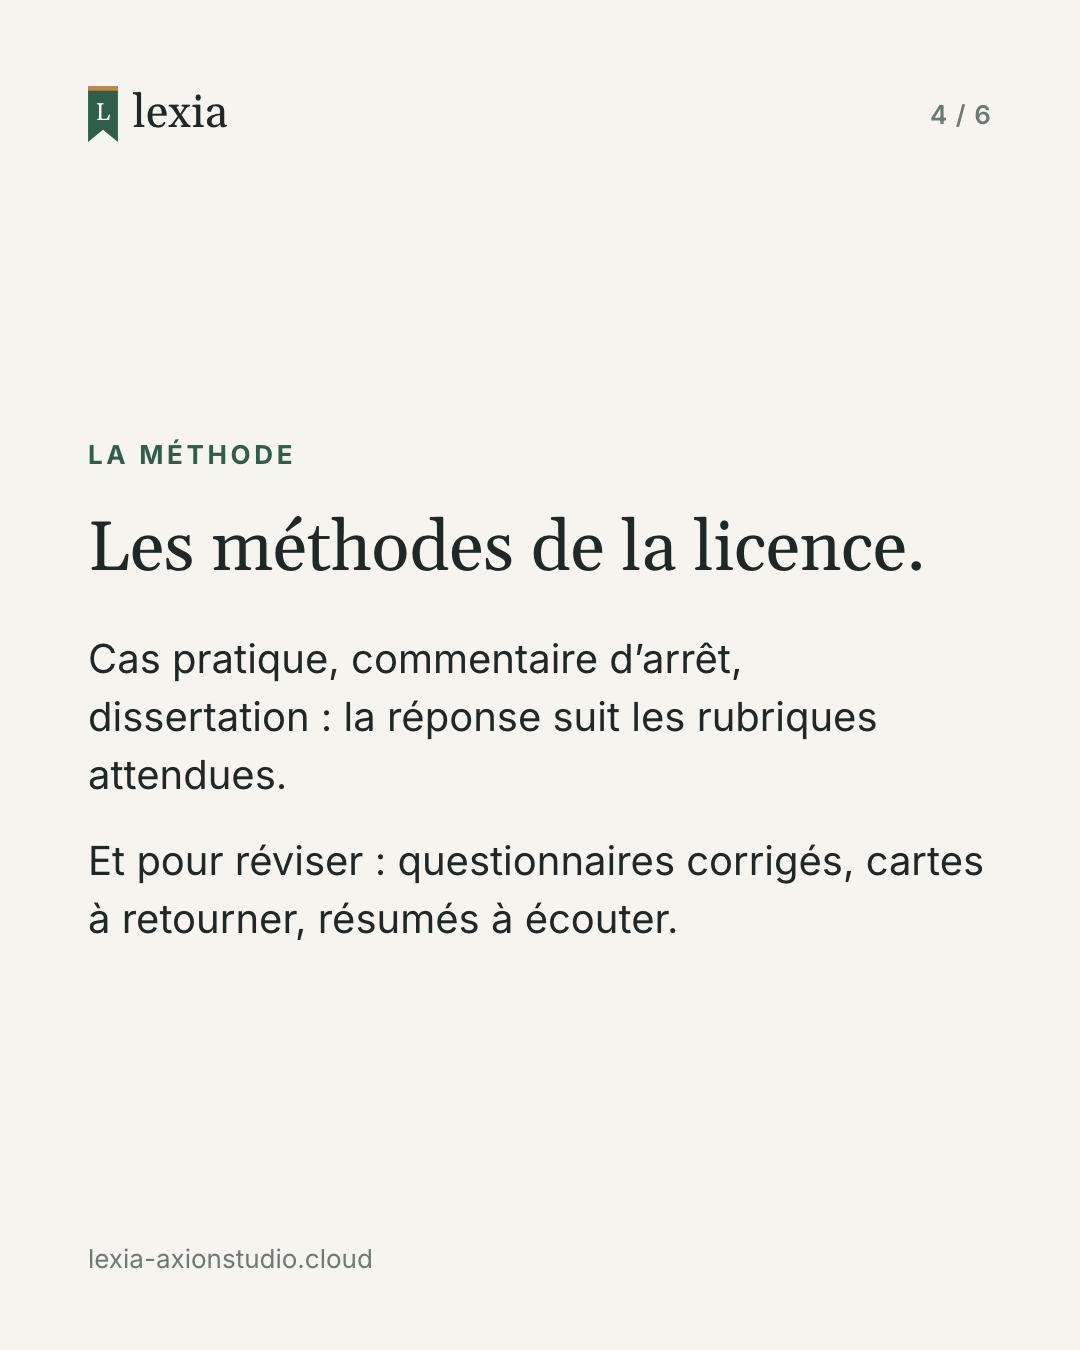 L lexia
4 / 6
LA MÉTHODE
Les méthodes de la licence.
Cas pratique, commentaire d’arrêt,
dissertation : la réponse suit les rubriques
attendues.
Et pour réviser : questionnaires corrigés, cartes
à retourner, résumés à écouter.
lexia-axionstudio.cloud